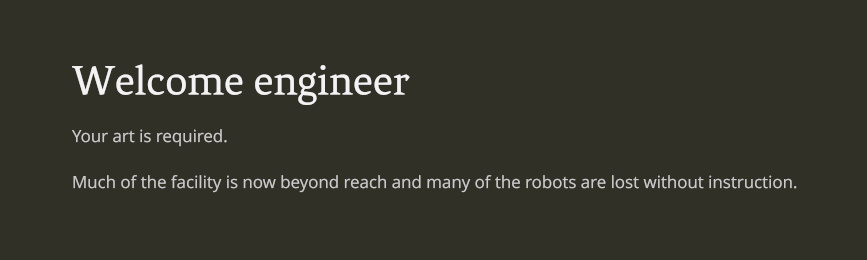 Welcome engineer
Your art is required.
Much of the facility is now beyond reach and many of the robots are lost without instruction.